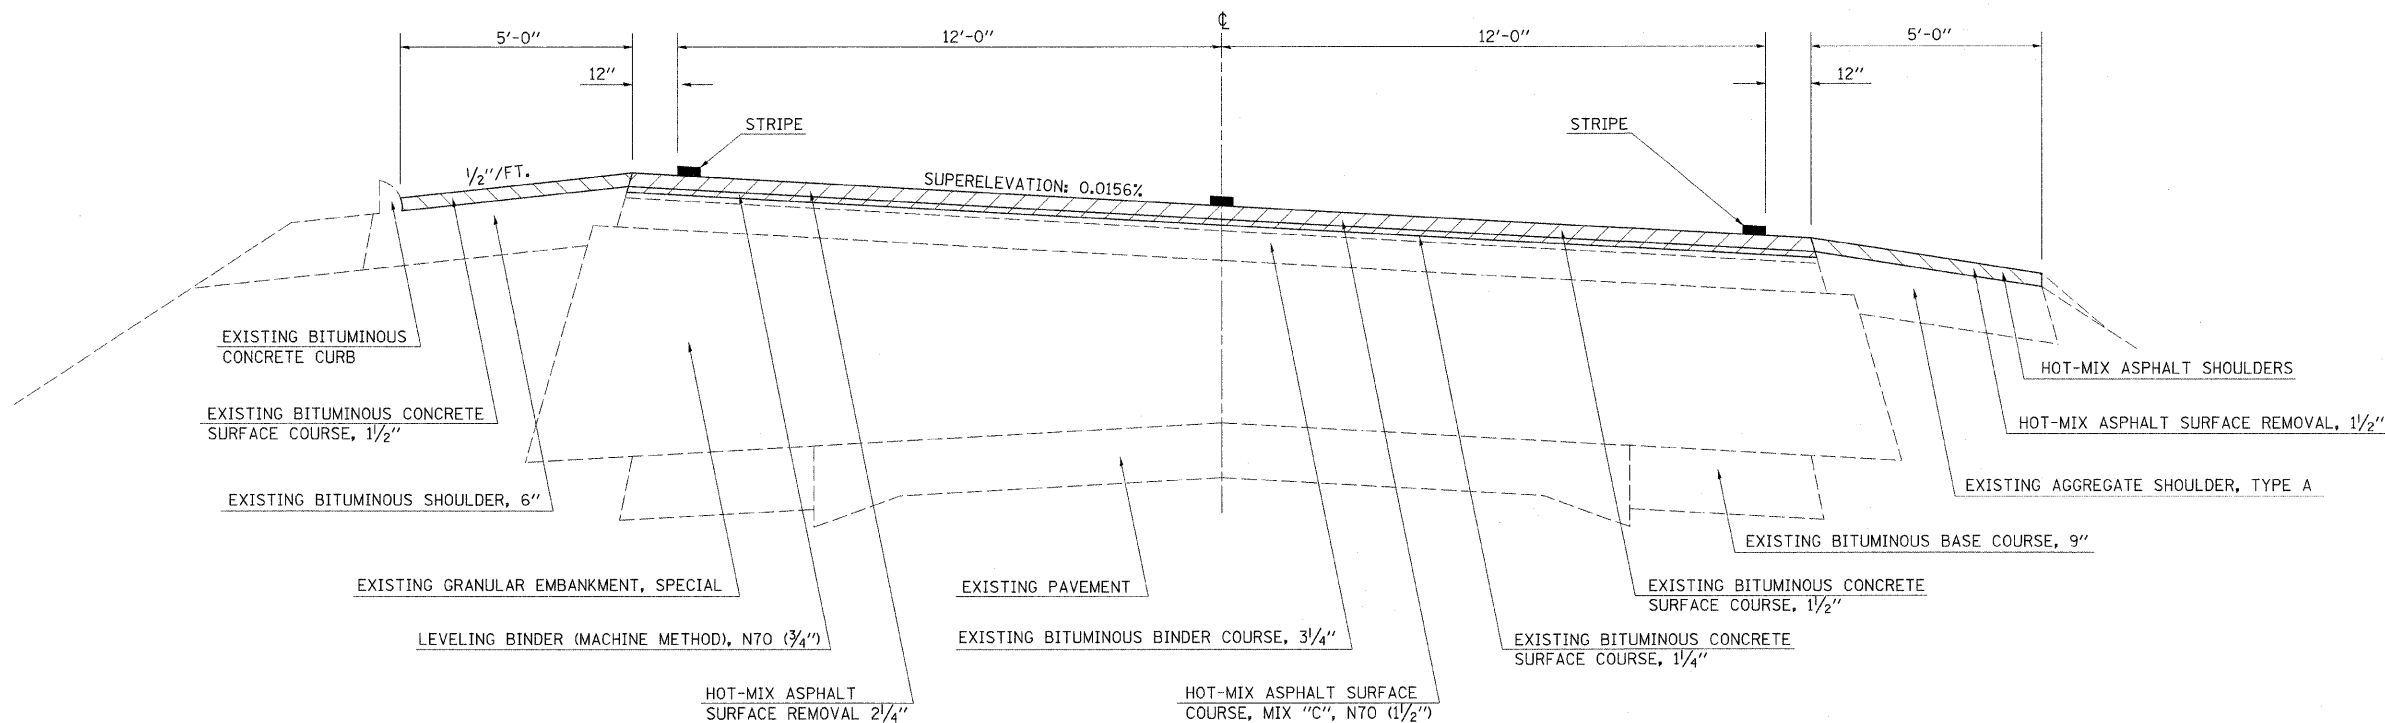 ℄
5'-0"
12'-0"
12'-0"
5'-0"
12"
12"
STRIPE
STRIPE
1/2"/FT.
SUPERELEVATION: 0.0156%
EXISTING BITUMINOUS
CONCRETE CURB
HOT-MIX ASPHALT SHOULDERS
EXISTING BITUMINOUS CONCRETE
SURFACE COURSE, 1 1/2"
HOT-MIX ASPHALT SURFACE REMOVAL, 1 1/2"
EXISTING BITUMINOUS SHOULDER, 6"
EXISTING AGGREGATE SHOULDER, TYPE A
EXISTING BITUMINOUS BASE COURSE, 9"
EXISTING GRANULAR EMBANKMENT, SPECIAL
EXISTING PAVEMENT
EXISTING BITUMINOUS CONCRETE
SURFACE COURSE, 1 1/2"
LEVELING BINDER (MACHINE METHOD), N70 (3/4")
EXISTING BITUMINOUS BINDER COURSE, 3 1/4"
EXISTING BITUMINOUS CONCRETE
SURFACE COURSE, 1 1/4"
HOT-MIX ASPHALT
SURFACE REMOVAL 2 1/4"
HOT-MIX ASPHALT SURFACE
COURSE, MIX "C", N70 (1 1/2")